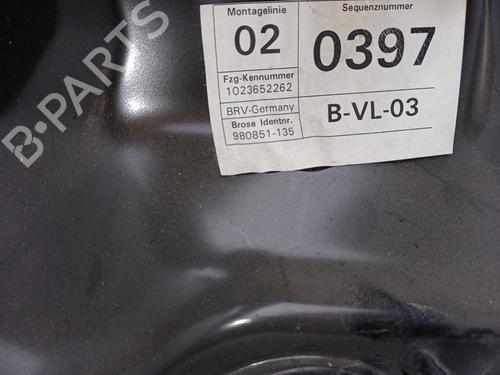 Montagelinie
Sequenznummer
02
0397
Fzg-Kennummer
1023652262
BRV-Germany
B-VL-03
Brose Identnr.
980851-135
B-PARTS